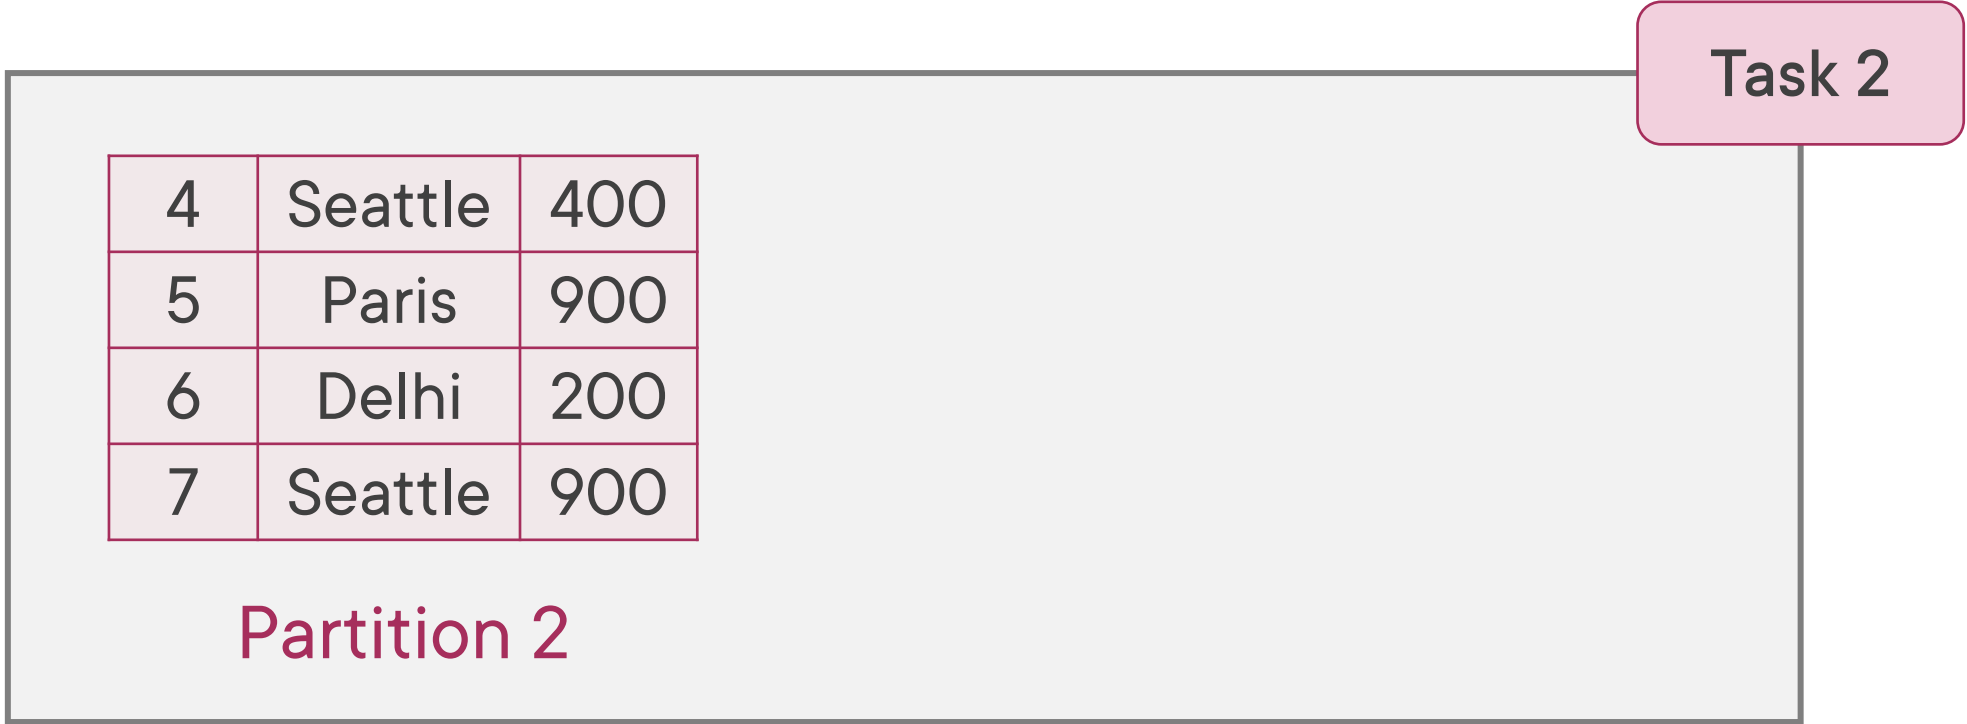 Task 2
4 Seattle 400
5 Paris 900
6 Delhi 200
7 Seattle 900
Partition 2